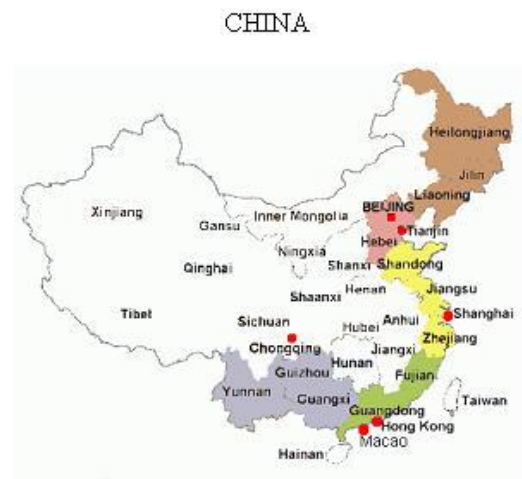 CHINA
Heilongjiang
Jilin
Liaoning
BEIJING
Xinjiang
Inner Mongolia
Gansu
Tianjin
Hebei
Ningxia
Shanxi
Shandong
Qinghai
Henan
Jiangsu
Shaanxi
Tibet
Shanghai
Sichuan
Anhui
Hubei
Zhejiang
Chongqing
Jiangxi
Hunan
Guizhou
Fujian
Yunnan
Guangxi
Taiwan
Guangdong
Hong Kong
Macao
Hainan